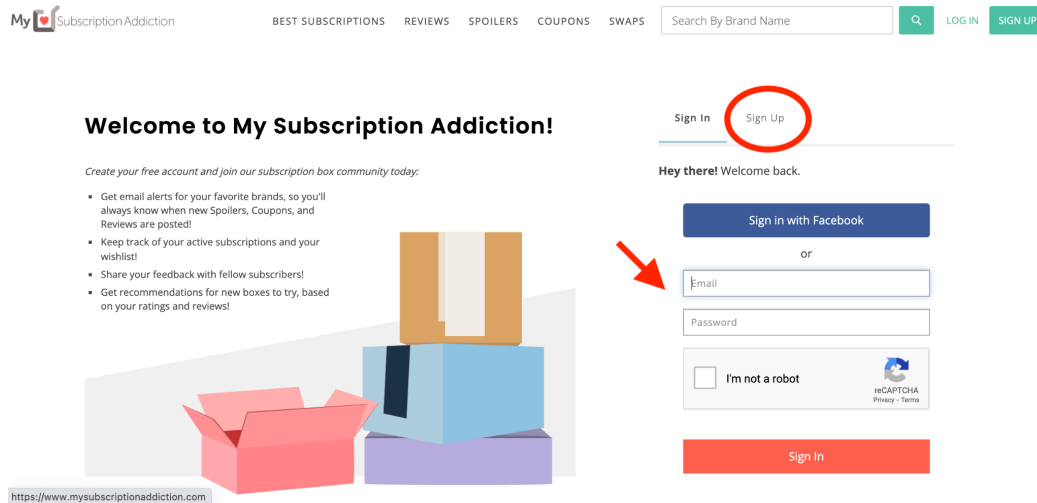 My Subscription Addiction
BEST SUBSCRIPTIONS REVIEWS SPOILERS COUPONS SWAPS
Search By Brand Name
LOG IN
SIGN UP
Welcome to My Subscription Addiction!
Create your free account and join our subscription box community today:
Get email alerts for your favorite brands, so you'll
always know when new Spoilers, Coupons, and
Reviews are posted!
Keep track of your active subscriptions and your
wishlist!
Share your feedback with fellow subscribers!
Get recommendations for new boxes to try, based
on your ratings and reviews!
Sign In Sign Up
Hey there! Welcome back.
Sign in with Facebook
or
Email
Password
I'm not a robot
reCAPTCHA
Privacy - Terms
Sign In
https://www.mysubscriptionaddiction.com